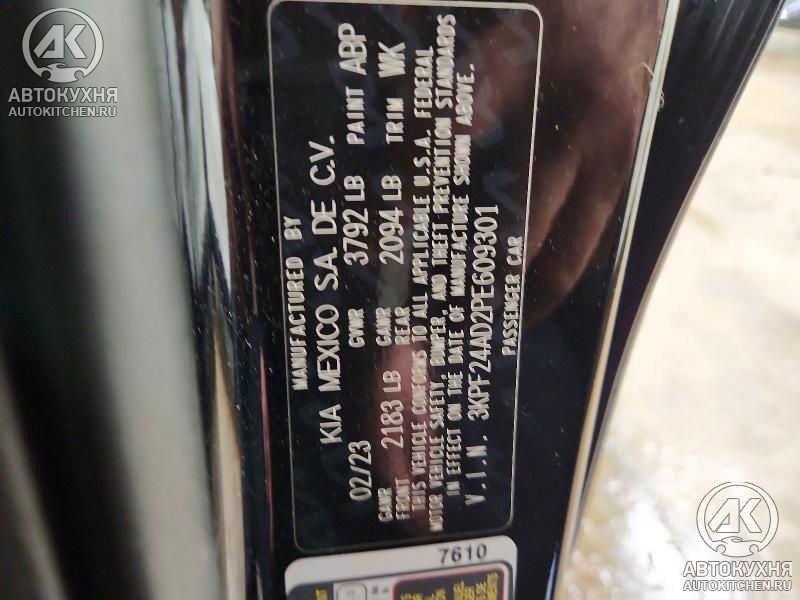 AK
АВТОКУХНЯ
AUTOKITCHEN.RU
MANUFACTURED BY
KIA MEXICO S.A. DE C.V.
02/23 GVWR 3792 LB PAINT ABP
GAWR FRONT 2183 LB GAWR REAR 2094 LB TRIM WK
THIS VEHICLE CONFORMS TO ALL APPLICABLE U.S.A. FEDERAL
MOTOR VEHICLE SAFETY, BUMPER, AND THEFT PREVENTION STANDARDS
IN EFFECT ON THE DATE OF MANUFACTURE SHOWN ABOVE.
V.I.N. 3KPF24AD2PE609301
PASSENGER CAR
7610
AK
АВТОКУХНЯ
AUTOKITCHEN.RU